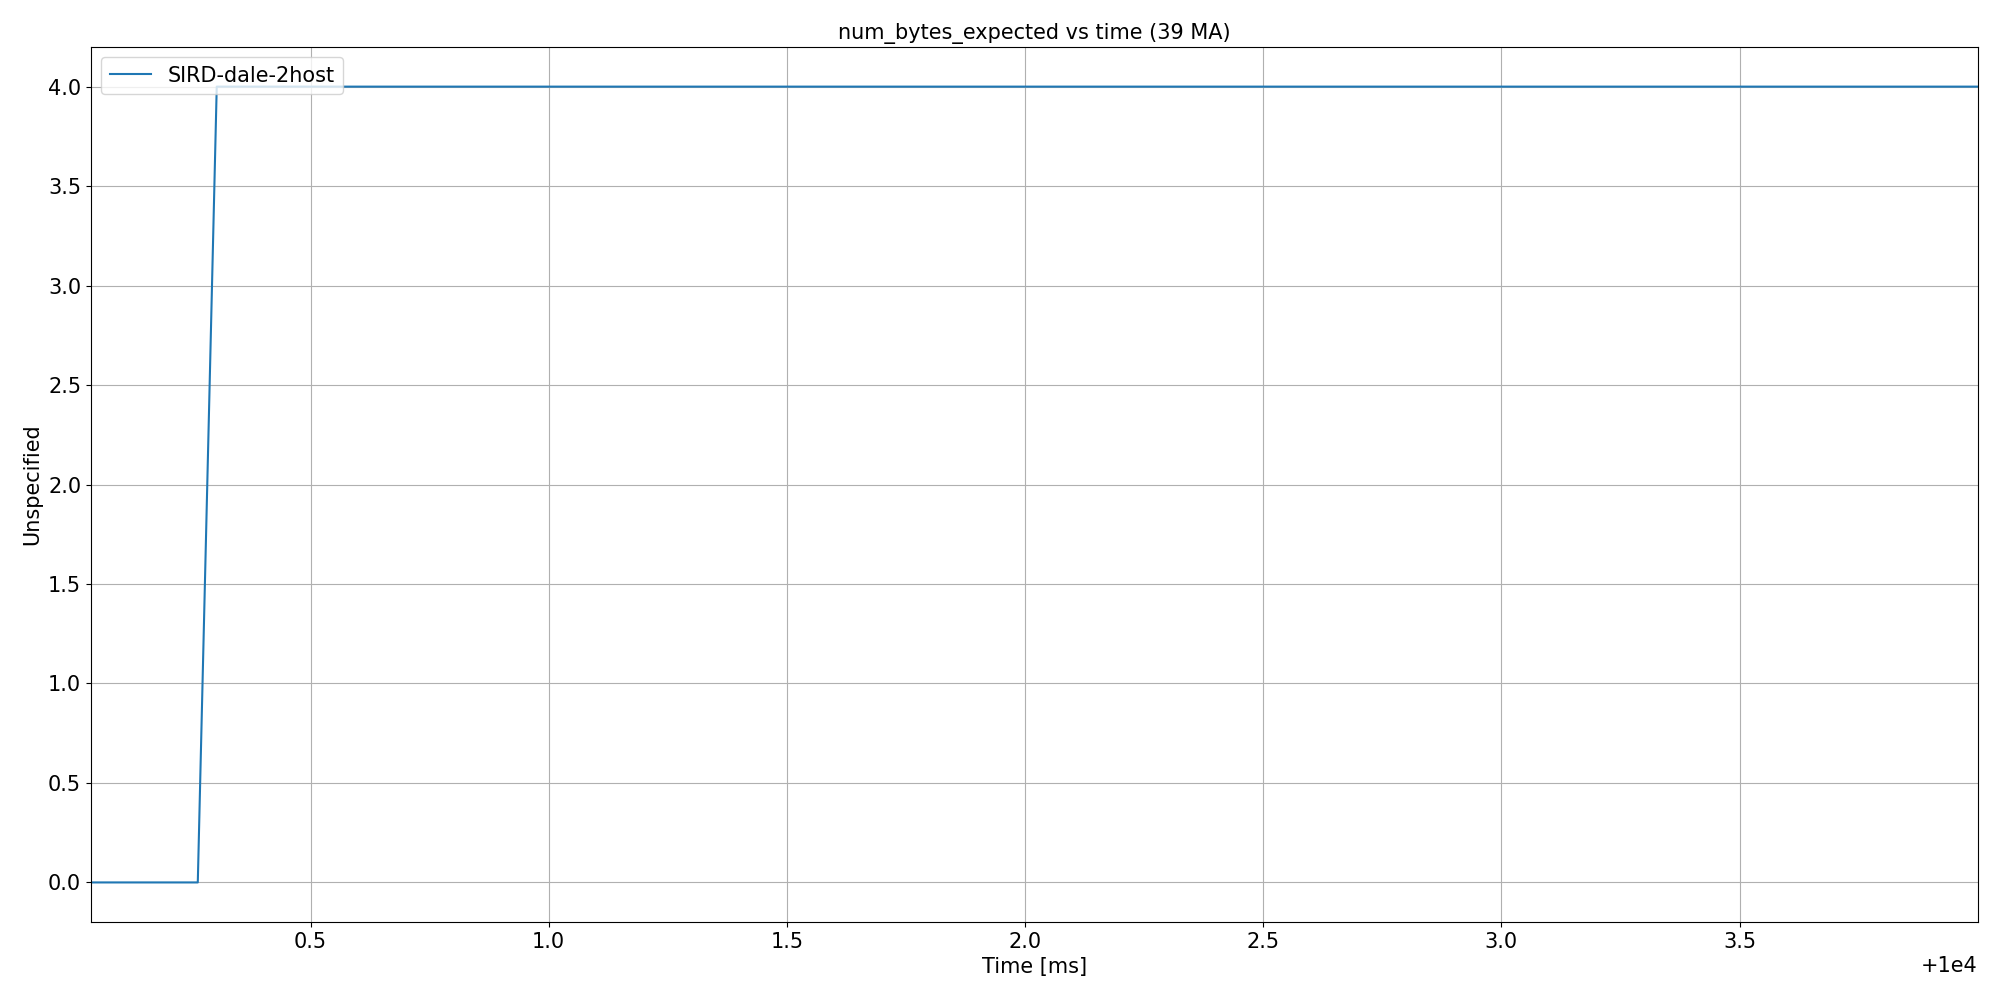 num_bytes_expected vs time (39 MA)
SIRD-dale-2host
4.0
3.5
3.0
2.5
2.0
1.5
1.0
0.5
0.0
Unspecified
0.5 1.0 1.5 2.0 2.5 3.0 3.5
Time [ms]
+1e4